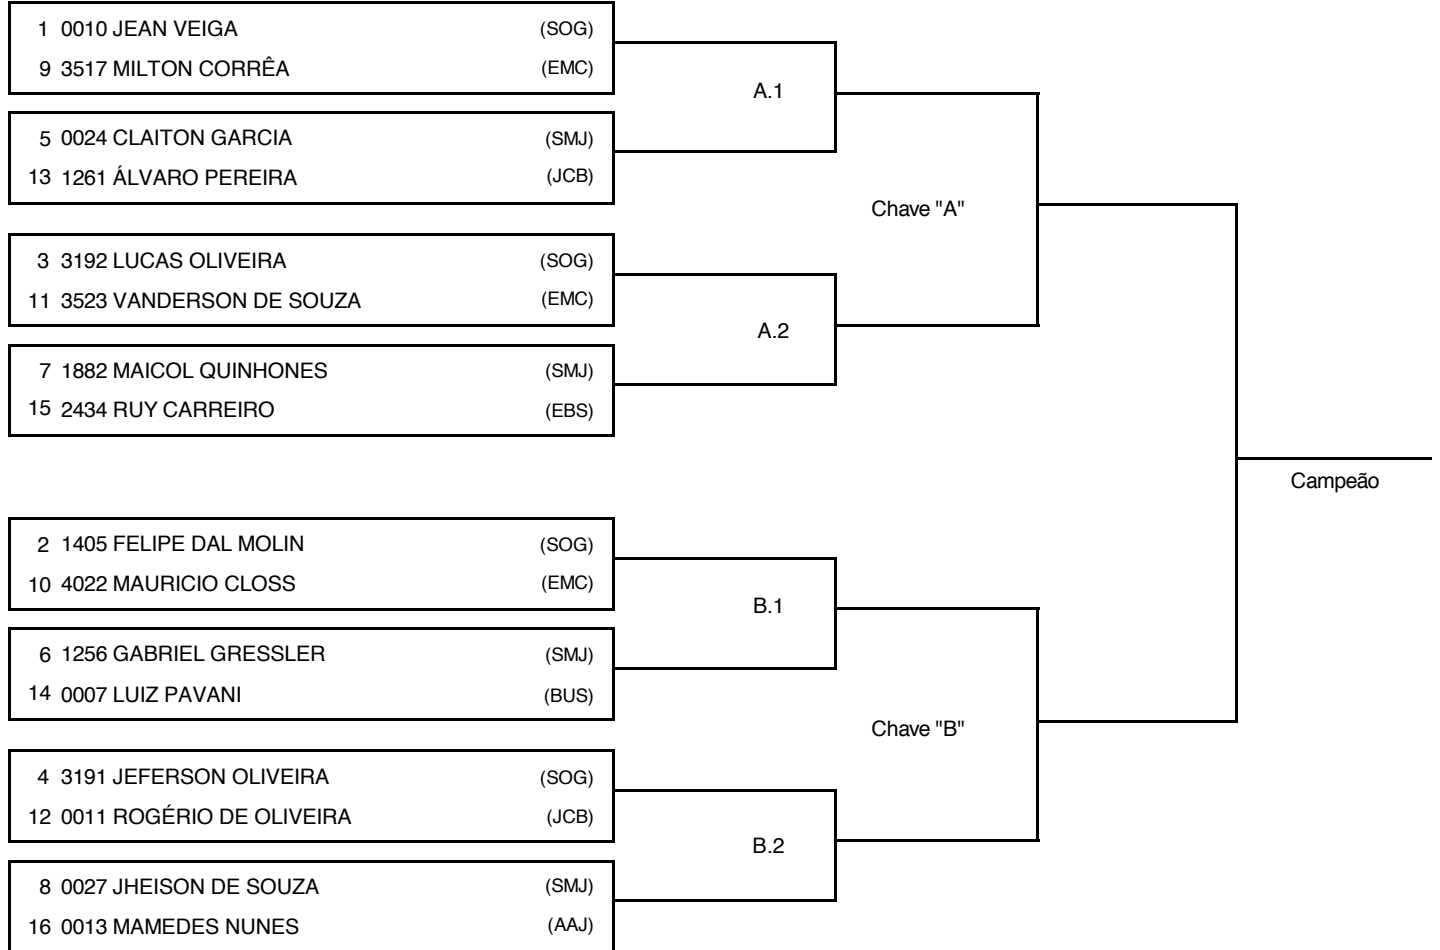 1 0010 JEAN VEIGA (SOG)
9 3517 MILTON CORRÊA (EMC)
A.1
5 0024 CLAITON GARCIA (SMJ)
13 1261 ÁLVARO PEREIRA (JCB)
Chave "A"
3 3192 LUCAS OLIVEIRA (SOG)
11 3523 VANDERSON DE SOUZA (EMC)
A.2
7 1882 MAICOL QUINHONES (SMJ)
15 2434 RUY CARREIRO (EBS)
Campeão
2 1405 FELIPE DAL MOLIN (SOG)
10 4022 MAURICIO CLOSS (EMC)
B.1
6 1256 GABRIEL GRESSLER (SMJ)
14 0007 LUIZ PAVANI (BUS)
Chave "B"
4 3191 JEFERSON OLIVEIRA (SOG)
12 0011 ROGÉRIO DE OLIVEIRA (JCB)
B.2
8 0027 JHEISON DE SOUZA (SMJ)
16 0013 MAMEDES NUNES (AAJ)